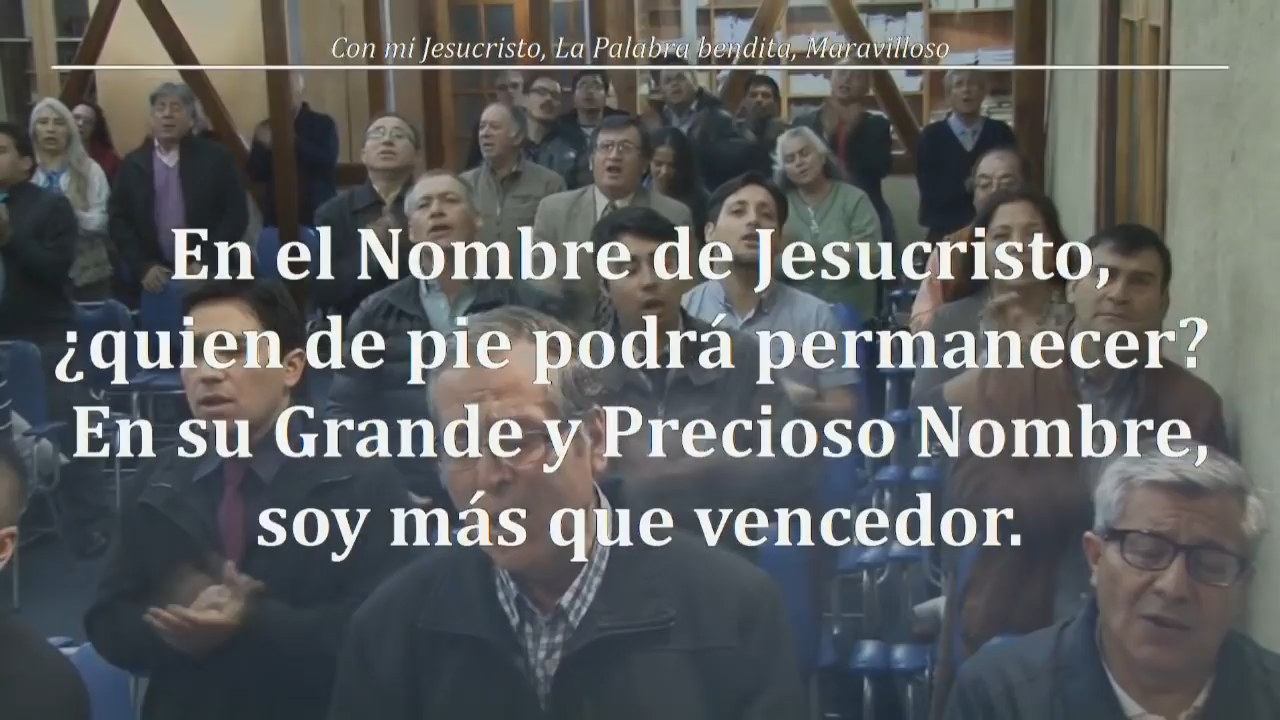 Con mi Jesucristo, La Palabra bendita, Maravilloso
En el Nombre de Jesucristo,
¿quien de pie podrá permanecer?
En su Grande y Precioso Nombre,
soy más que vencedor.